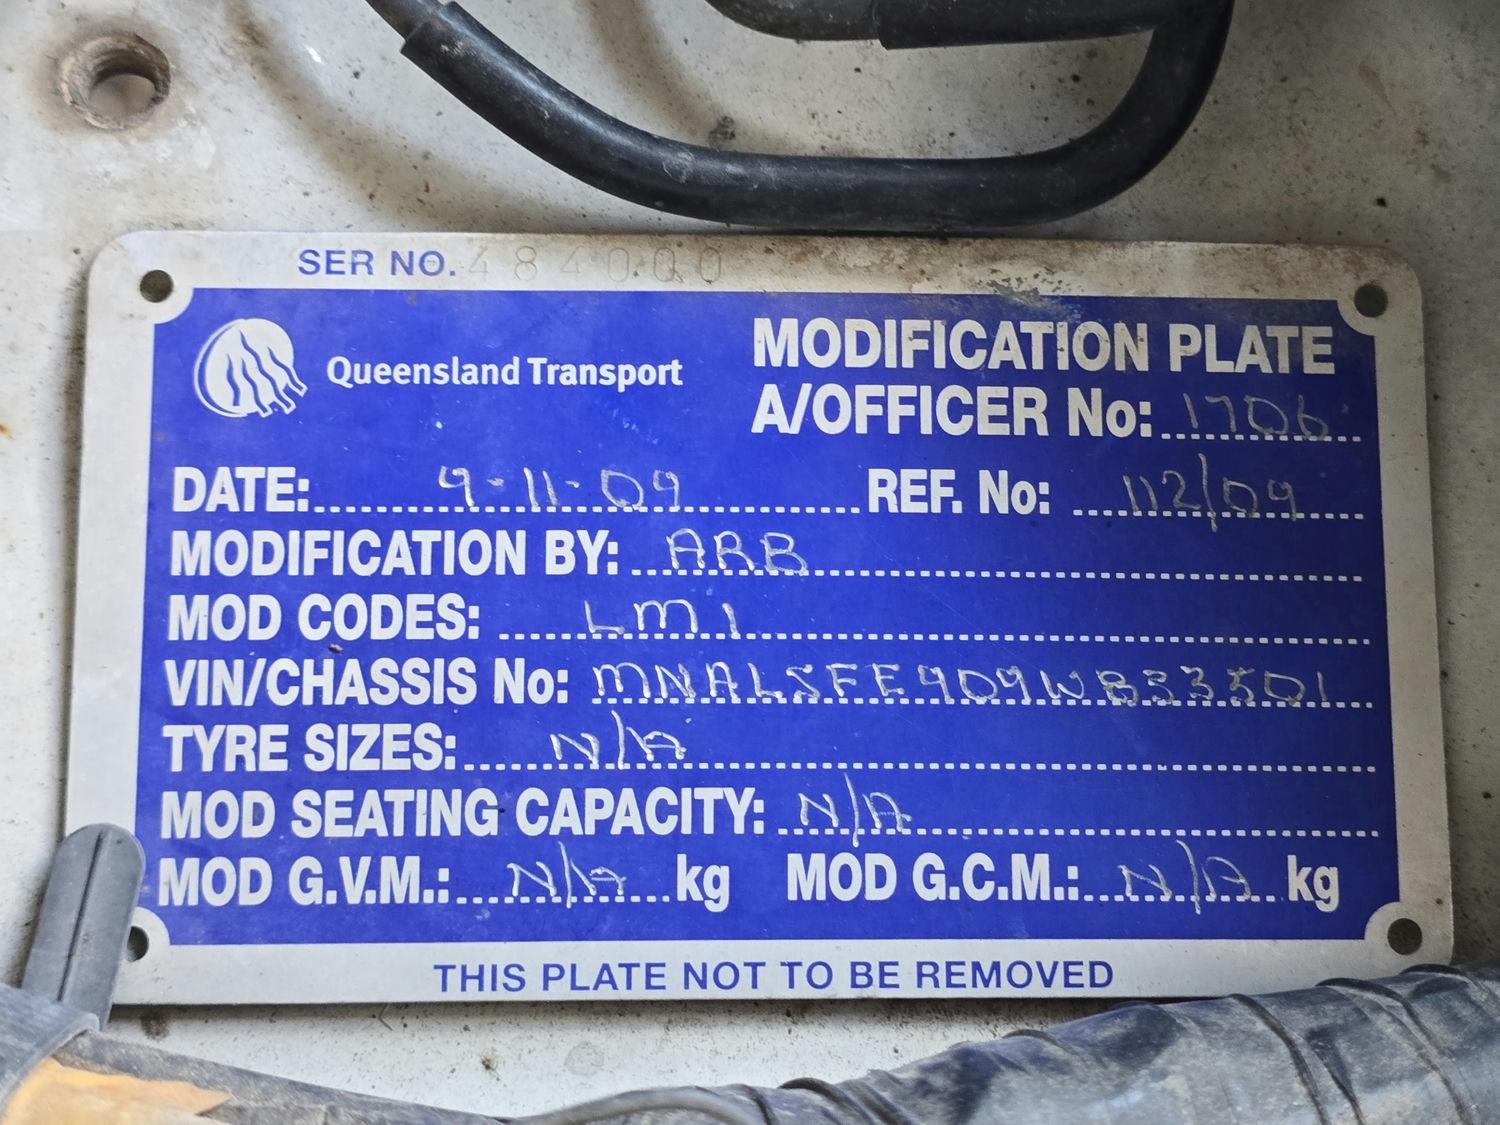 SER NO. 484000
Queensland Transport
MODIFICATION PLATE
A/OFFICER No: 1706
DATE: 9-11-09 REF. No: 112/09
MODIFICATION BY: ARB
MOD CODES: LM1
VIN/CHASSIS No: MNALSFE909WB33501
TYRE SIZES: N/A
MOD SEATING CAPACITY: N/A
MOD G.V.M.: N/A kg MOD G.C.M.: N/A kg
THIS PLATE NOT TO BE REMOVED